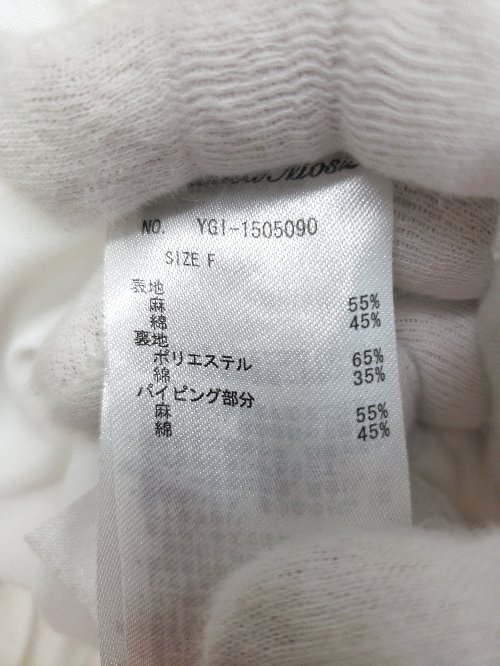 NO. YGI-1505090
SIZE F
表地
麻 55%
綿 45%
裏地
ポリエステル 65%
綿 35%
パイピング部分
麻 55%
綿 45%